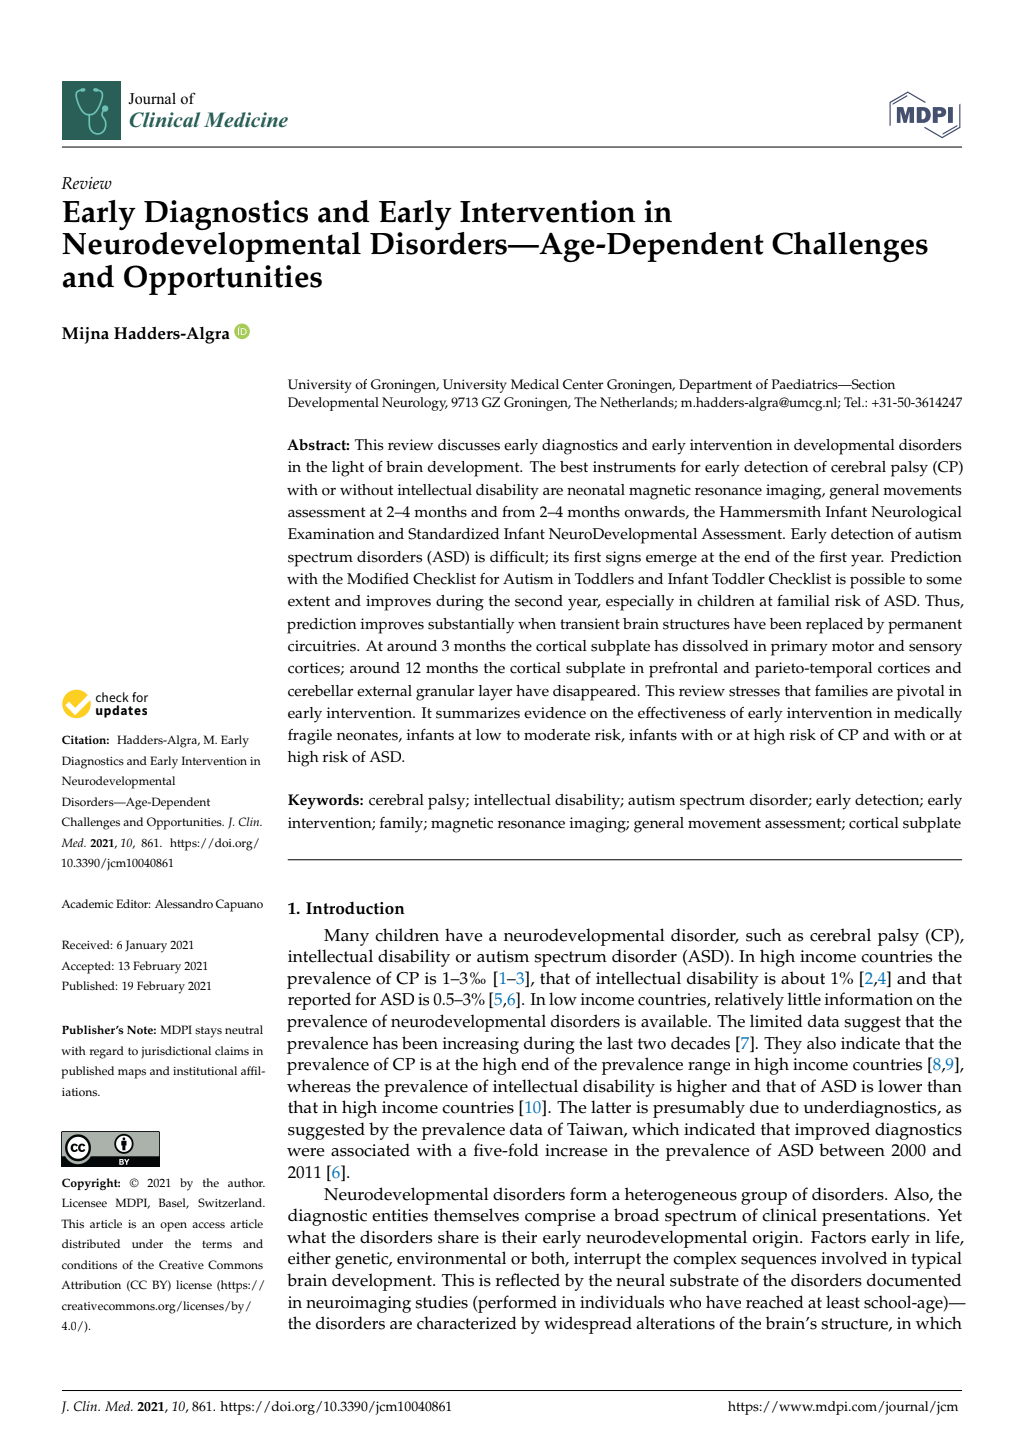 Journal of
Clinical Medicine
MDPI
Review
Early Diagnostics and Early Intervention in
Neurodevelopmental Disorders—Age-Dependent Challenges
and Opportunities
Mijna Hadders-Algra iD
University of Groningen, University Medical Center Groningen, Department of Paediatrics—Section
Developmental Neurology, 9713 GZ Groningen, The Netherlands; m.hadders-algra@umcg.nl; Tel.: +31-50-3614247
Abstract: This review discusses early diagnostics and early intervention in developmental disorders
in the light of brain development. The best instruments for early detection of cerebral palsy (CP)
with or without intellectual disability are neonatal magnetic resonance imaging, general movements
assessment at 2–4 months and from 2–4 months onwards, the Hammersmith Infant Neurological
Examination and Standardized Infant NeuroDevelopmental Assessment. Early detection of autism
spectrum disorders (ASD) is difficult; its first signs emerge at the end of the first year. Prediction
with the Modified Checklist for Autism in Toddlers and Infant Toddler Checklist is possible to some
extent and improves during the second year, especially in children at familial risk of ASD. Thus,
prediction improves substantially when transient brain structures have been replaced by permanent
circuitries. At around 3 months the cortical subplate has dissolved in primary motor and sensory
cortices; around 12 months the cortical subplate in prefrontal and parieto-temporal cortices and
cerebellar external granular layer have disappeared. This review stresses that families are pivotal in
early intervention. It summarizes evidence on the effectiveness of early intervention in medically
fragile neonates, infants at low to moderate risk, infants with or at high risk of CP and with or at
high risk of ASD.
Keywords: cerebral palsy; intellectual disability; autism spectrum disorder; early detection; early
intervention; family; magnetic resonance imaging; general movement assessment; cortical subplate
check for
updates
Citation: Hadders-Algra, M. Early
Diagnostics and Early Intervention in
Neurodevelopmental
Disorders—Age-Dependent
Challenges and Opportunities. J. Clin.
Med. 2021, 10, 861. https://doi.org/
10.3390/jcm10040861
Academic Editor: Alessandro Capuano
Received: 6 January 2021
Accepted: 13 February 2021
Published: 19 February 2021
Publisher's Note: MDPI stays neutral
with regard to jurisdictional claims in
published maps and institutional affil-
iations.
cc BY
Copyright: © 2021 by the author.
Licensee MDPI, Basel, Switzerland.
This article is an open access article
distributed under the terms and
conditions of the Creative Commons
Attribution (CC BY) license (https://
creativecommons.org/licenses/by/
4.0/).
1. Introduction
Many children have a neurodevelopmental disorder, such as cerebral palsy (CP),
intellectual disability or autism spectrum disorder (ASD). In high income countries the
prevalence of CP is 1–3‰ [1–3], that of intellectual disability is about 1% [2,4] and that
reported for ASD is 0.5–3% [5,6]. In low income countries, relatively little information on the
prevalence of neurodevelopmental disorders is available. The limited data suggest that the
prevalence has been increasing during the last two decades [7]. They also indicate that the
prevalence of CP is at the high end of the prevalence range in high income countries [8,9],
whereas the prevalence of intellectual disability is higher and that of ASD is lower than
that in high income countries [10]. The latter is presumably due to underdiagnostics, as
suggested by the prevalence data of Taiwan, which indicated that improved diagnostics
were associated with a five-fold increase in the prevalence of ASD between 2000 and
2011 [6].
Neurodevelopmental disorders form a heterogeneous group of disorders. Also, the
diagnostic entities themselves comprise a broad spectrum of clinical presentations. Yet
what the disorders share is their early neurodevelopmental origin. Factors early in life,
either genetic, environmental or both, interrupt the complex sequences involved in typical
brain development. This is reflected by the neural substrate of the disorders documented
in neuroimaging studies (performed in individuals who have reached at least school-age)—
the disorders are characterized by widespread alterations of the brain's structure, in which
J. Clin. Med. 2021, 10, 861. https://doi.org/10.3390/jcm10040861
https://www.mdpi.com/journal/jcm